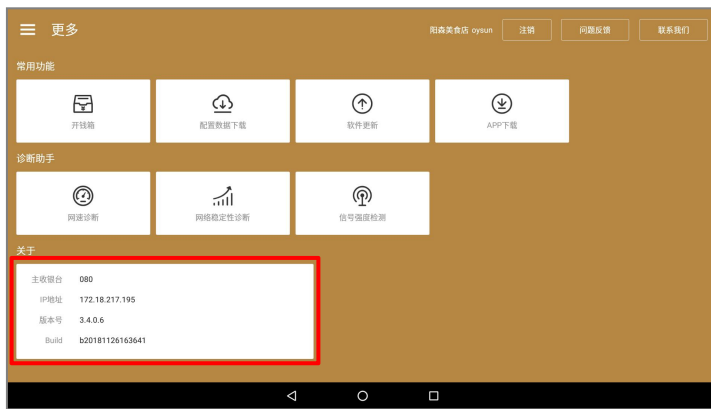 更多 阳森美食店 oysun 注销 问题反馈 联系我们
常用功能
开钱箱 配置数据下载 软件更新 APP下载
诊断助手
网速诊断 网络稳定性诊断 信号强度检测
关于
主收银台 080
IP地址 172.18.217.195
版本号 3.4.0.6
Build b20181126163641